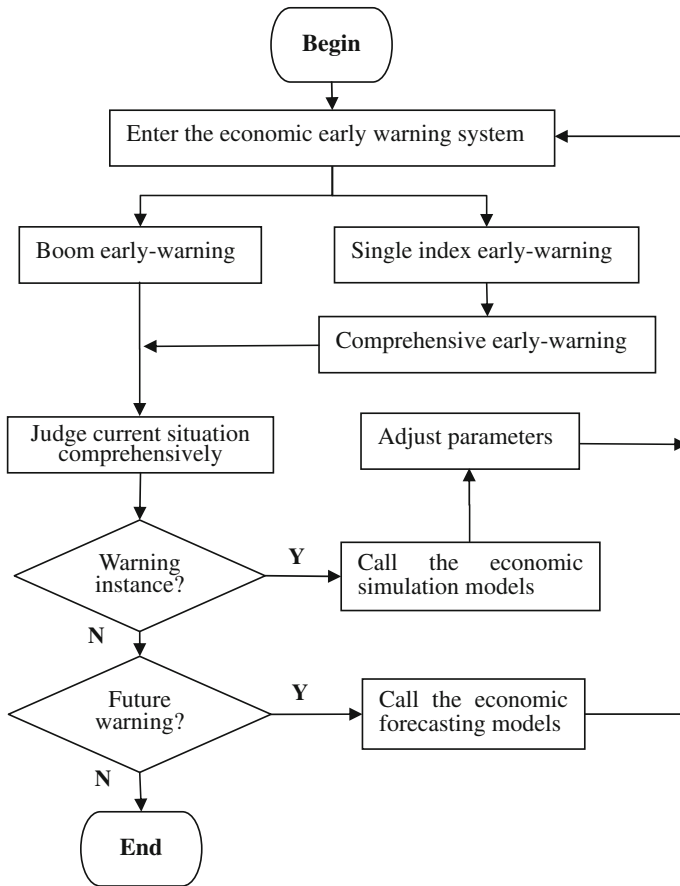 Begin
Enter the economic early warning system
Boom early-warning
Single index early-warning
Comprehensive early-warning
Judge current situation
comprehensively
Adjust parameters
Warning
instance?
Y
Call the economic
simulation models
N
Future
warning?
Y
Call the economic
forecasting models
N
End